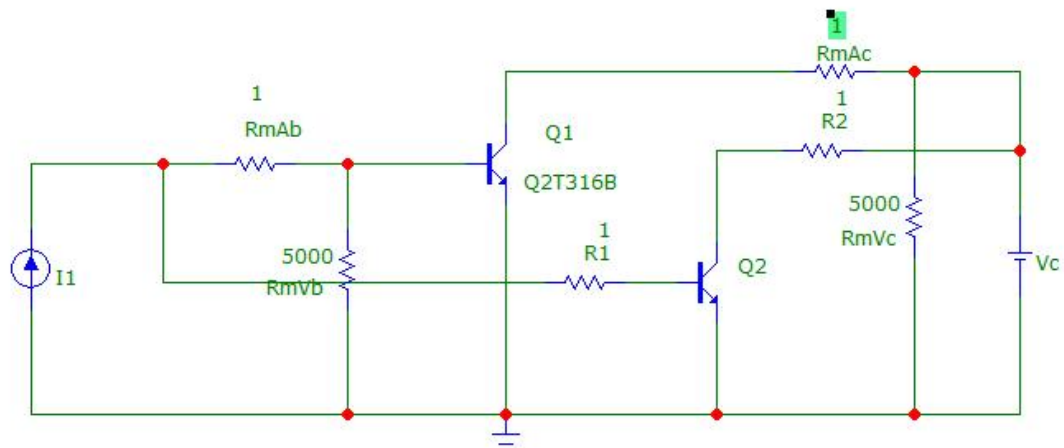 1
RmAc
1
RmAb
1
R2
Q1
Q2T316B
5000
RmVc
5000
RmVb
1
R1
Q2
I1
Vc